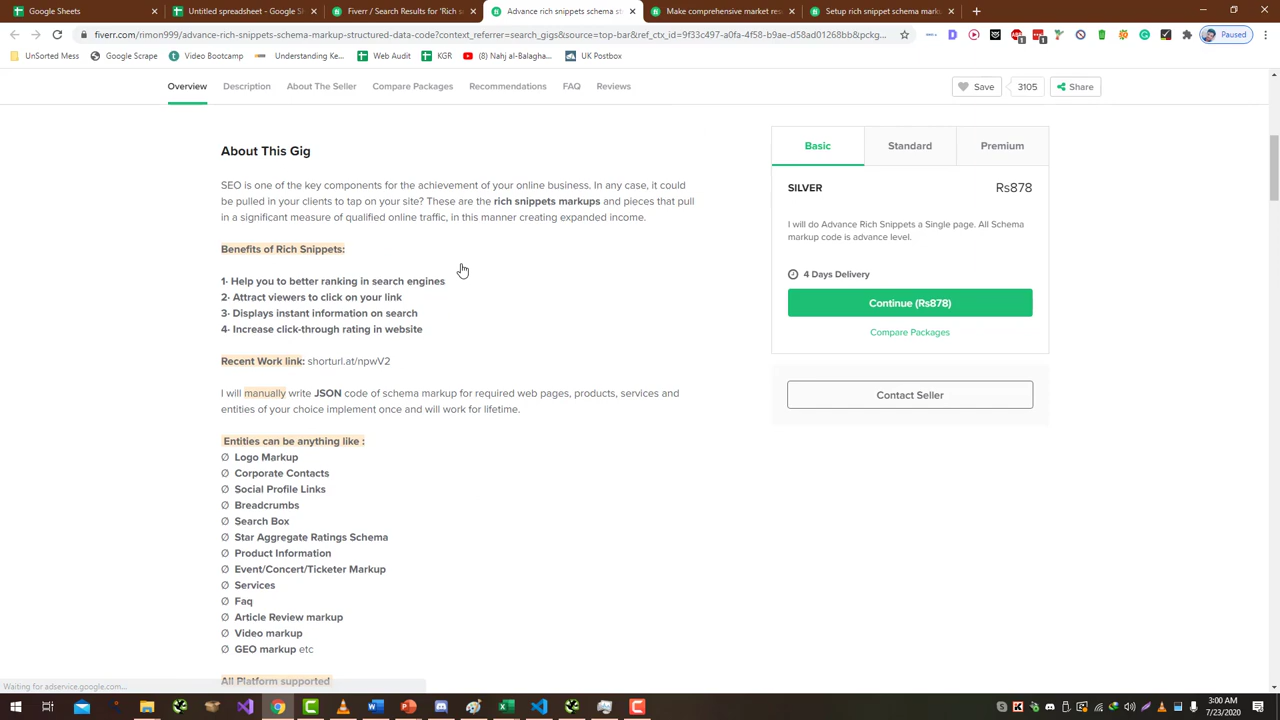 Google Sheets
Untitled spreadsheet - Google S
Fiverr / Search Results for 'Rich s
Advance rich snippets schema st
Make comprehensive market res
Setup rich snippets schema mark
fiverr.com/rimon999/advance-rich-snippets-schema-markup-structured-data-code?context_referrer=search_gigs&source=top-bar&ref_ctx_id=9f33c497-a0fa-4f58-b9ae-d58ad01268bb&pckg...
Paused
UnSorted Mess
Google Scrape
Video Bootcamp
Understanding Ke...
Web Audit
KGR
(8) Nahj al-Balagha...
UK Postbox
Overview
Description
About The Seller
Compare Packages
Recommendations
FAQ
Reviews
Save
3105
Share
About This Gig
SEO is one of the key components for the achievement of your online business. In any case, it could
be pulled in your clients to tap on your site? These are the rich snippets markups and pieces that pull
in a significant measure of qualified online traffic, in this manner creating expanded income.
Benefits of Rich Snippets:
1- Help you to better ranking in search engines
2- Attract viewers to click on your link
3- Displays instant information on search
4- Increase click-through rating in website
Recent Work link: shorturl.at/npwV2
I will manually write JSON code of schema markup for required web pages, products, services and
entities of your choice implement once and will work for lifetime.
Entities can be anything like :
Ø Logo Markup
Ø Corporate Contacts
Ø Social Profile Links
Ø Breadcrumbs
Ø Search Box
Ø Star Aggregate Ratings Schema
Ø Product Information
Ø Event/Concert/Ticketer Markup
Ø Services
Ø Faq
Ø Article Review markup
Ø Video markup
Ø GEO markup etc
All Platform supported
Basic
Standard
Premium
SILVER
Rs878
I will do Advance Rich Snippets a Single page. All Schema
markup code is advance level.
4 Days Delivery
Continue (Rs878)
Compare Packages
Contact Seller
Waiting for adservice.google.com...
3:00 AM
7/23/2020